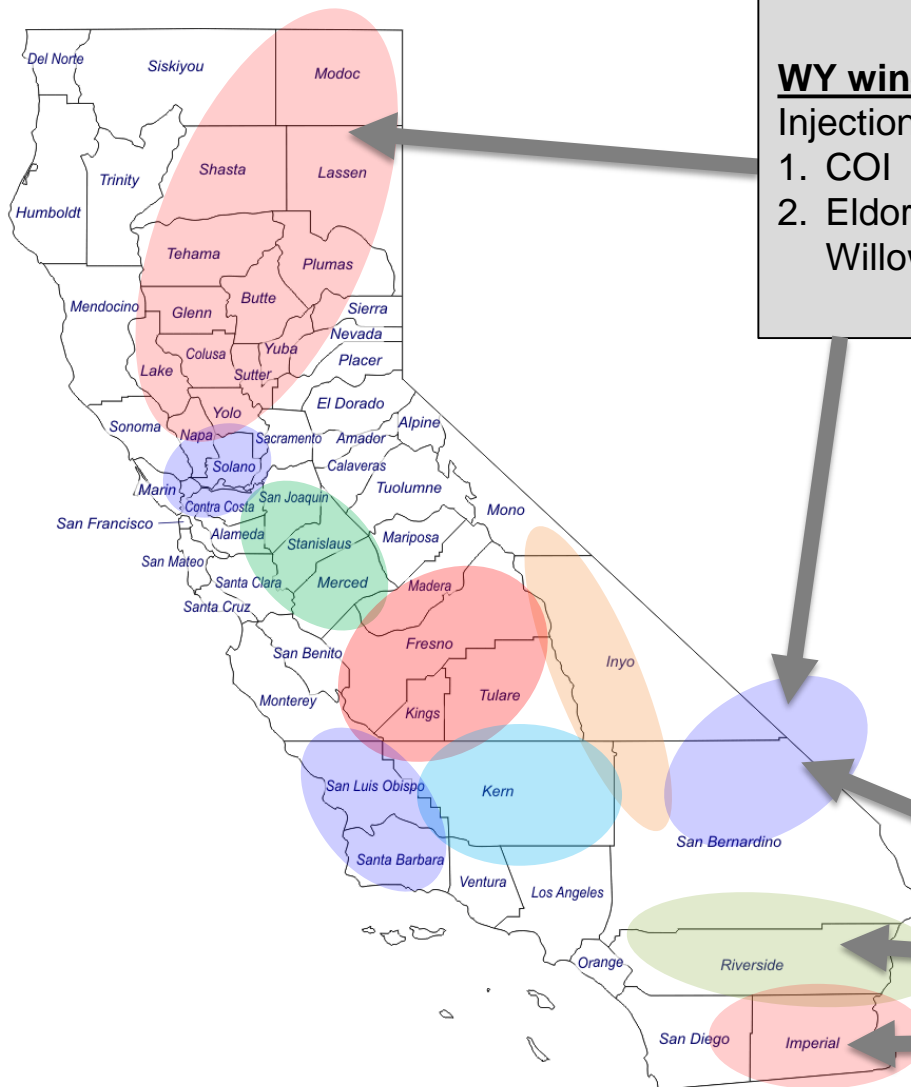 Del Norte
Siskiyou
Modoc
Trinity
Shasta
Lassen
Humboldt
Tehama
Plumas
Mendocino
Glenn
Butte
Sierra
Nevada
Yuba
Colusa
Placer
Lake
Sutter
El Dorado
Yolo
Sonoma
Napa
Sacramento
Amador
Alpine
Solano
Calaveras
Marin
Contra Costa
San Joaquin
Tuolumne
Mono
San Francisco
Alameda
Stanislaus
Mariposa
San Mateo
Santa Clara
Merced
Madera
Santa Cruz
Fresno
San Benito
Inyo
Monterey
Kings
Tulare
San Luis Obispo
Kern
San Bernardino
Santa Barbara
Ventura
Los Angeles
Orange
Riverside
San Diego
Imperial
WY win
Injection
1. COI
2. Eldor
Willow